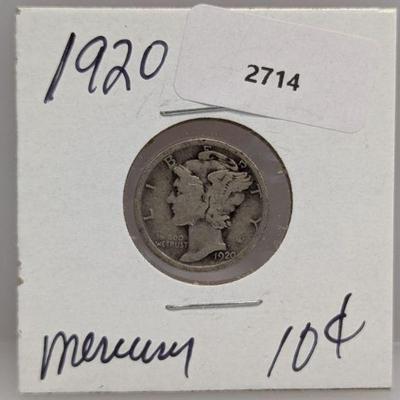 1920
2714
LIBERTY
IN GOD
WE TRUST
1920
Mercury 10¢